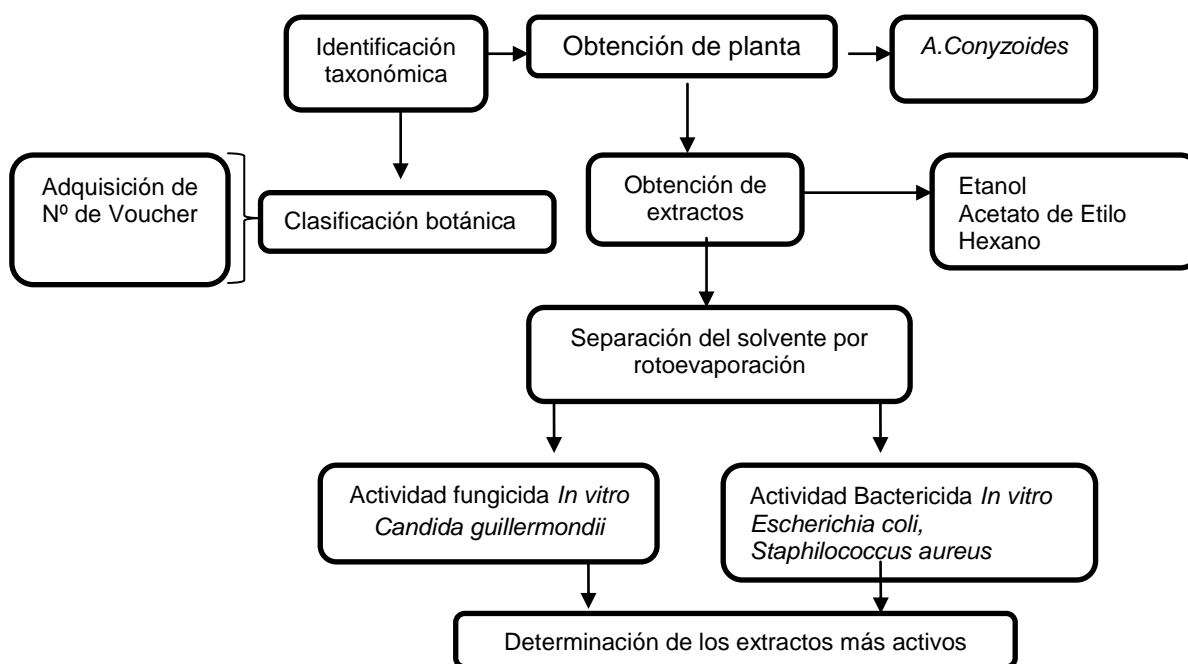 Identificación
taxonómica
Obtención de planta
A.Conyzoides
Adquisición de
Nº de Voucher
Clasificación botánica
Obtención de
extractos
Etanol
Acetato de Etilo
Hexano
Separación del solvente por
rotoevaporación
Actividad fungicida In vitro
Candida guillermondii
Actividad Bactericida In vitro
Escherichia coli,
Staphilococcus aureus
Determinación de los extractos más activos